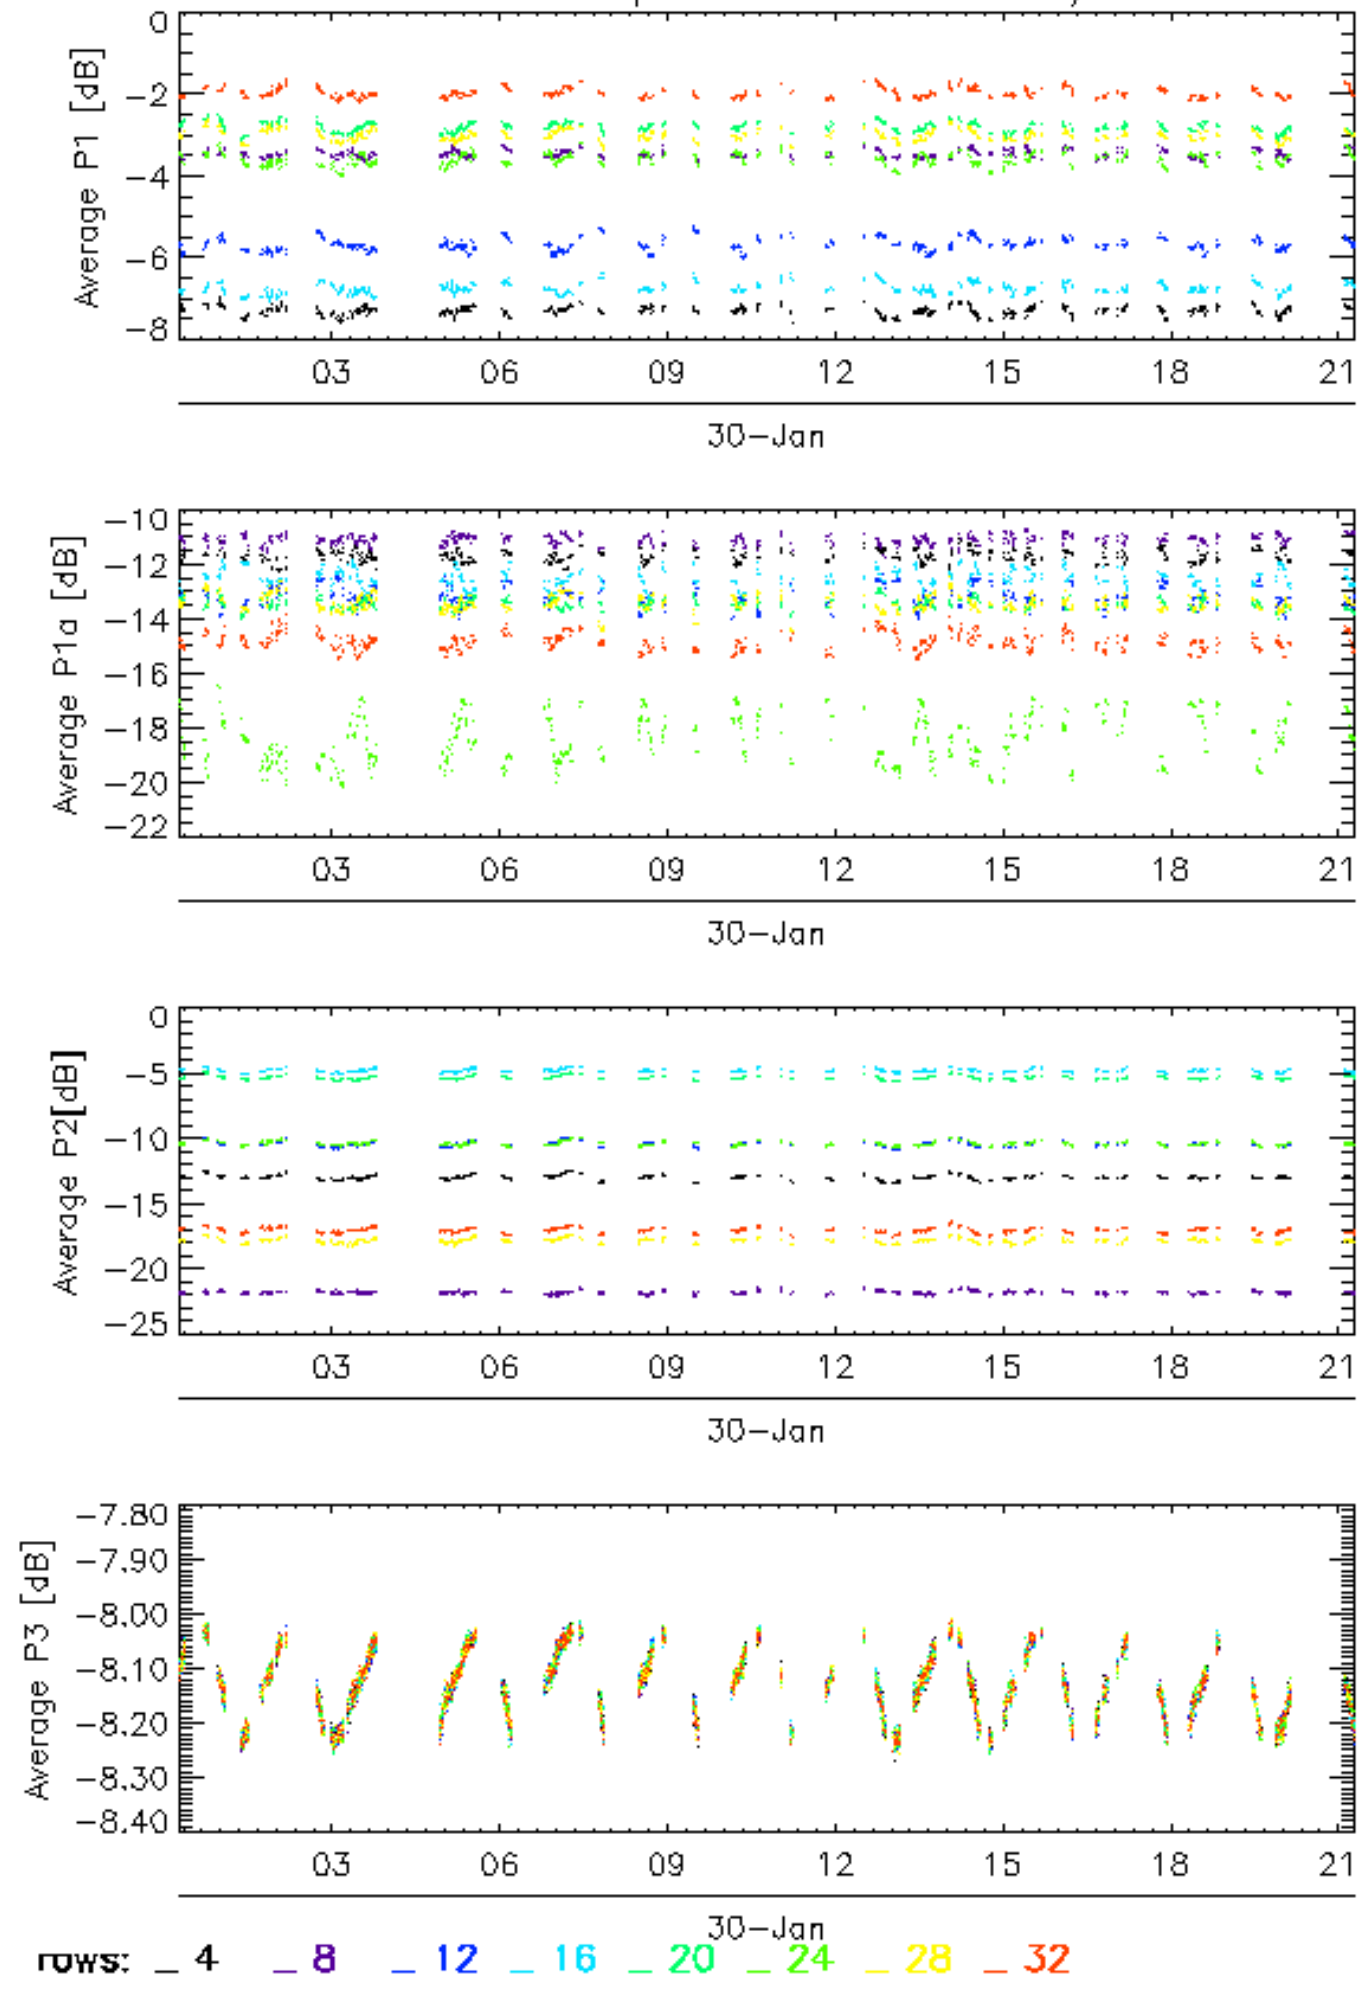 0
-2
-4
-6
-8
Average P1 [dB]
03 06 09 12 15 18 21
30-Jan
-10
-12
-14
-16
-18
-20
-22
Average P1a [dB]
03 06 09 12 15 18 21
30-Jan
0
-5
-10
-15
-20
-25
Average P2[dB]
03 06 09 12 15 18 21
30-Jan
-7.80
-7.90
-8.00
-8.10
-8.20
-8.30
-8.40
Average P3 [dB]
03 06 09 12 15 18 21
30-Jan
rows: _ 4 _ 8 _ 12 _ 16 _ 20 _ 24 _ 28 _ 32